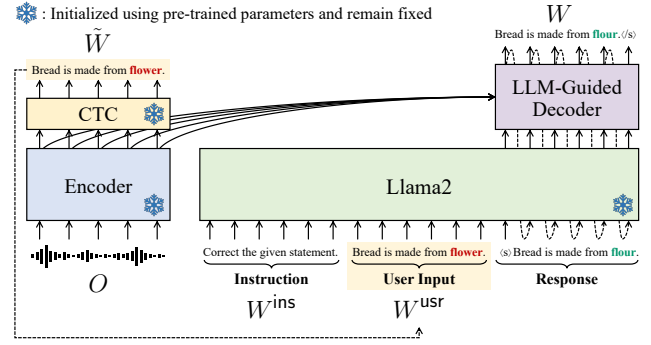 : Initialized using pre-trained parameters and remain fixed
W̃
W
Bread is made from flower.
Bread is made from flour.⟨/s⟩
CTC
LLM-Guided
Decoder
Encoder
Llama2
Correct the given statement.
Bread is made from flower.
⟨s⟩ Bread is made from flour.
O
Instruction
User Input
Response
W^ins
W^usr